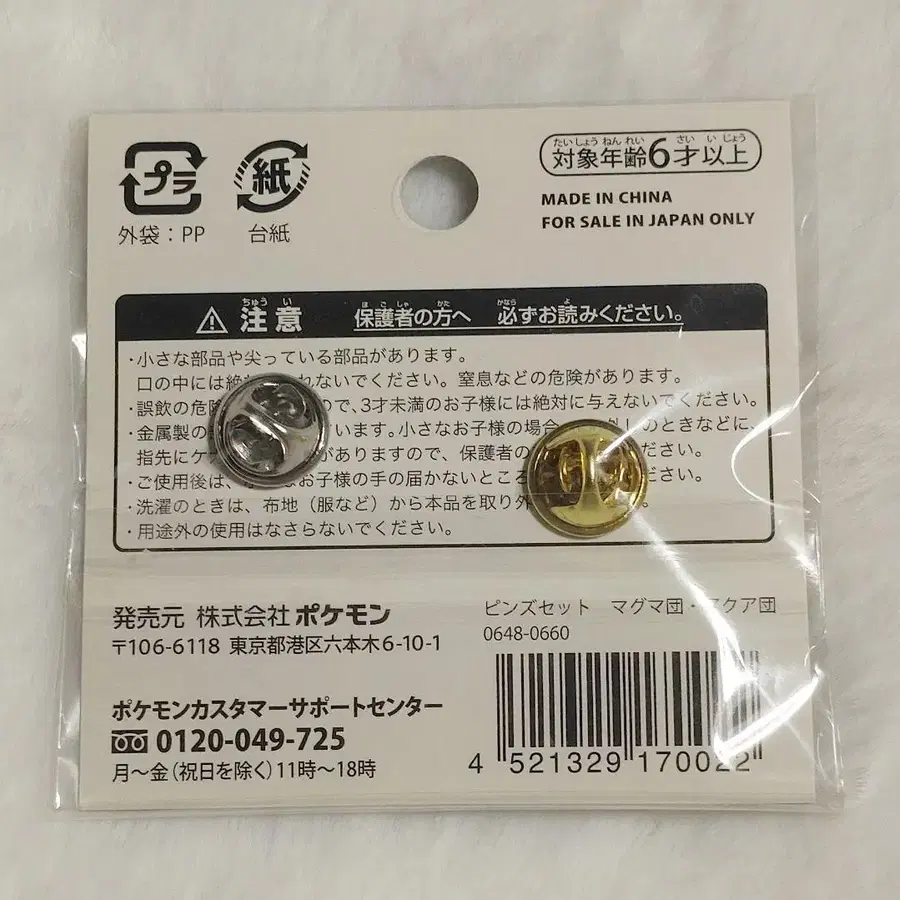 プラ
紙
外袋：PP
台紙
たいしょうねんれい さい いじょう
対象年齢6才以上
MADE IN CHINA
FOR SALE IN JAPAN ONLY
ちゅうい ほごしゃ かた かなら よ
注意 保護者の方へ 必ずお読みください。
・小さな部品や尖っている部品があります。
口の中には絶 れないでください。窒息などの危険があります。
・誤飲の危険 ので、3才未満のお子様には絶対に与えないでください。
・金属製の います。小さなお子様の場合 しのときなどに、
指先にケ がありますので、保護者の ください。
・ご使用後は、 お子様の手の届かないところ ください。
・洗濯のときは、布地（服など）から本品を取り外 。
・用途外の使用はなさらないでください。
発売元 株式会社ポケモン
〒106-6118 東京都港区六本木6-10-1
ポケモンカスタマーサポートセンター
0120-049-725
月～金（祝日を除く）11時～18時
ピンズセット マグマ団・アクア団
0648-0660
4 521329 170022